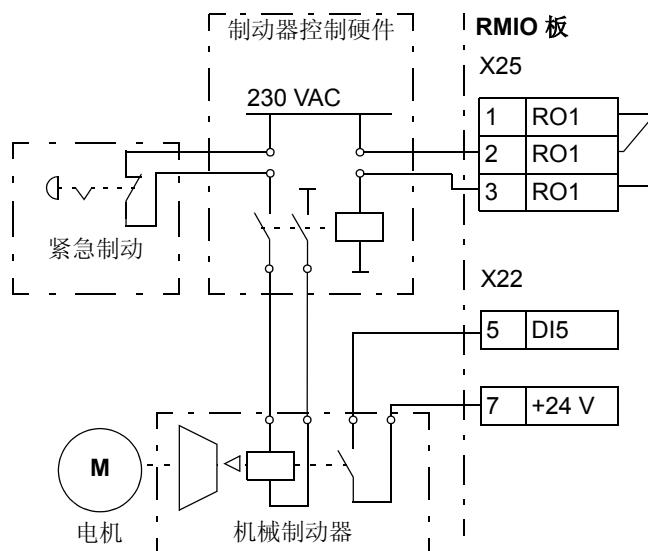 制动器控制硬件
RMIO 板
X25
230 VAC
1 RO1
2 RO1
3 RO1
紧急制动
X22
5 DI5
7 +24 V
M
电机
机械制动器